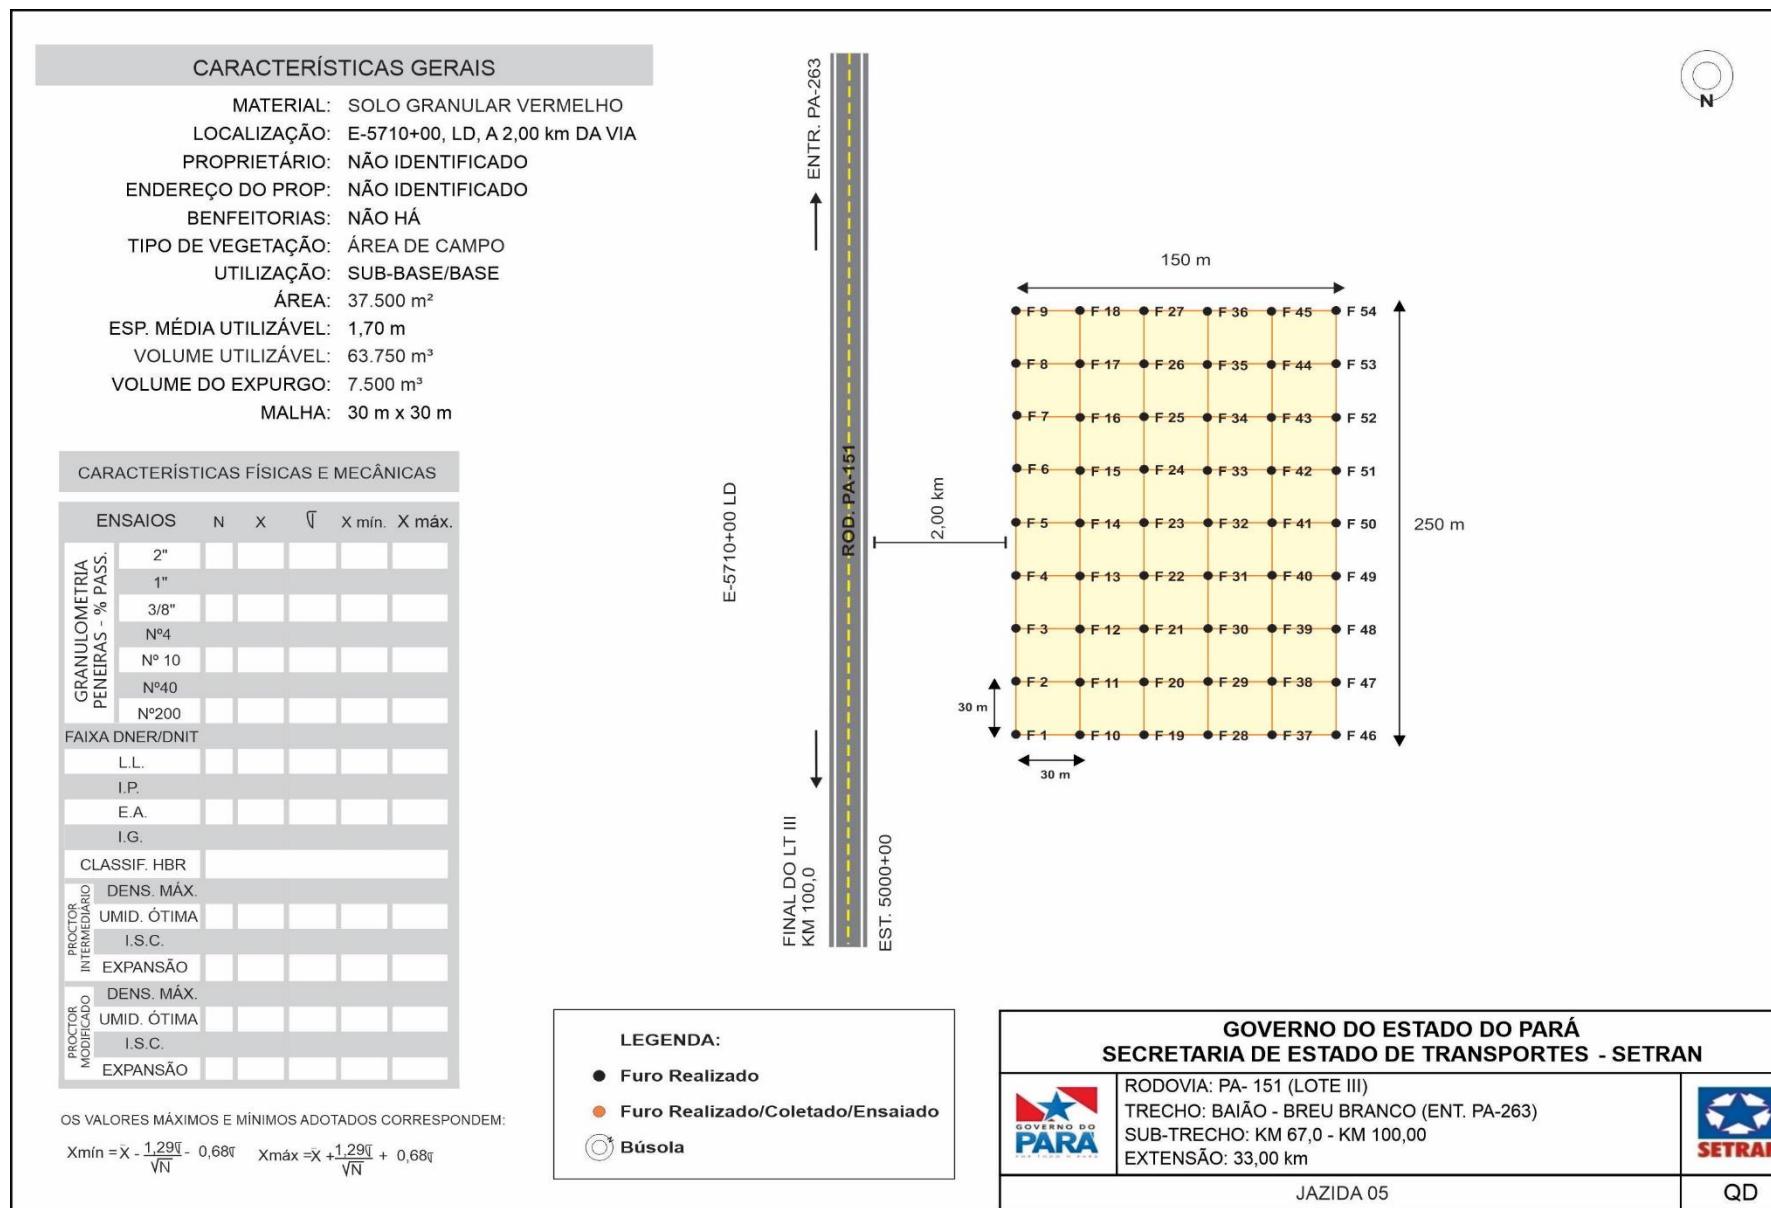 CARACTERÍSTICAS GERAIS
MATERIAL: SOLO GRANULAR VERMELHO
LOCALIZAÇÃO: E-5710+00, LD, A 2,00 km DA VIA
PROPRIETÁRIO: NÃO IDENTIFICADO
ENDEREÇO DO PROP: NÃO IDENTIFICADO
BENFEITORIAS: NÃO HÁ
TIPO DE VEGETAÇÃO: ÁREA DE CAMPO
UTILIZAÇÃO: SUB-BASE/BASE
ÁREA: 37.500 m²
ESP. MÉDIA UTILIZÁVEL: 1,70 m
VOLUME UTILIZÁVEL: 63.750 m³
VOLUME DO EXPURGO: 7.500 m³
MALHA: 30 m x 30 m
CARACTERÍSTICAS FÍSICAS E MECÂNICAS
ENSAIOS N X σ X mín. X máx.
GRANULOMETRIA
PENEIRAS - % PASS.
2"
1"
3/8"
Nº4
Nº 10
Nº40
Nº200
FAIXA DNER/DNIT
L.L.
I.P.
E.A.
I.G.
CLASSIF. HBR
PROCTOR
INTERMEDIÁRIO
DENS. MÁX.
UMID. ÓTIMA
I.S.C.
EXPANSÃO
PROCTOR
MODIFICADO
DENS. MÁX.
UMID. ÓTIMA
I.S.C.
EXPANSÃO
OS VALORES MÁXIMOS E MÍNIMOS ADOTADOS CORRESPONDEM:
Xmín = X̄ - 1,29σ/√N - 0,68σ Xmáx = X̄ + 1,29σ/√N + 0,68σ
ENTR. PA-263
ROD. PA-151
E-5710+00 LD
2,00 km
FINAL DO LT III
KM 100,0
EST. 5000+00
N
150 m
F 9 F 18 F 27 F 36 F 45 F 54
F 8 F 17 F 26 F 35 F 44 F 53
F 7 F 16 F 25 F 34 F 43 F 52
F 6 F 15 F 24 F 33 F 42 F 51
F 5 F 14 F 23 F 32 F 41 F 50
250 m
F 4 F 13 F 22 F 31 F 40 F 49
F 3 F 12 F 21 F 30 F 39 F 48
F 2 F 11 F 20 F 29 F 38 F 47
30 m
F 1 F 10 F 19 F 28 F 37 F 46
30 m
LEGENDA:
Furo Realizado
Furo Realizado/Coletado/Ensaiado
Búsola
GOVERNO DO ESTADO DO PARÁ
SECRETARIA DE ESTADO DE TRANSPORTES - SETRAN
GOVERNO DO
PARÁ
RODOVIA: PA- 151 (LOTE III)
TRECHO: BAIÃO - BREU BRANCO (ENT. PA-263)
SUB-TRECHO: KM 67,0 - KM 100,00
EXTENSÃO: 33,00 km
SETRAN
JAZIDA 05
QD